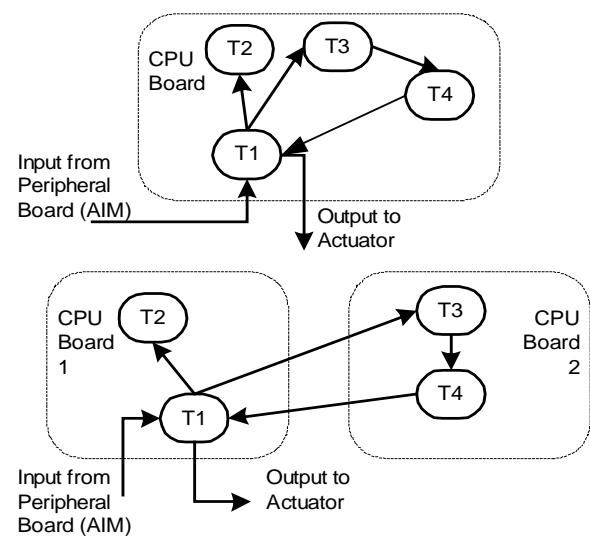 T2
T3
CPU
Board
T4
T1
Input from
Peripheral
Board (AIM)
Output to
Actuator
CPU
Board
1
T2
T3
CPU
Board
2
T4
T1
Input from
Peripheral
Board (AIM)
Output to
Actuator